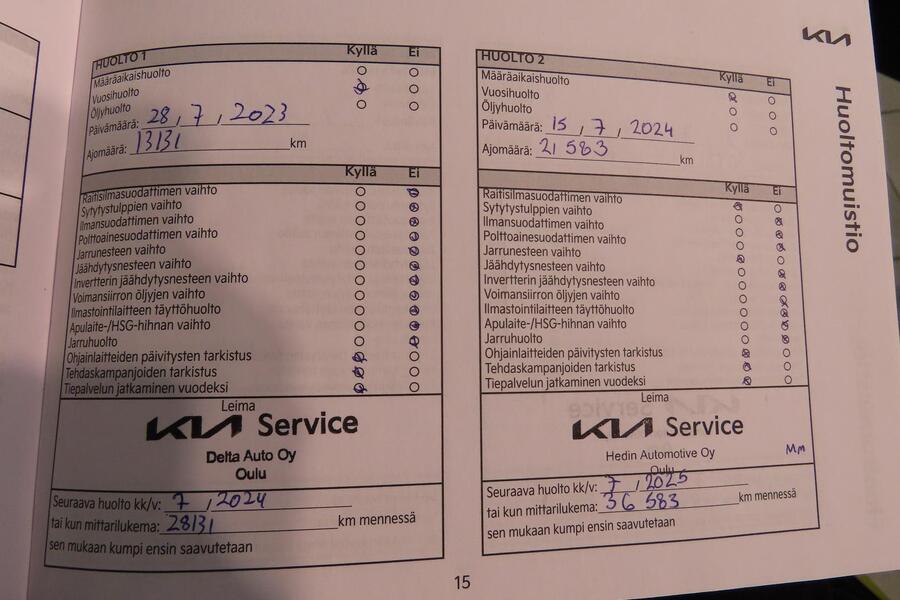 KIA
Huoltomuistio
HUOLTO 1 Kyllä Ei
Määräaikaishuolto
Vuosihuolto
Öljyhuolto
Päivämäärä: 28, 7, 2023
Ajomäärä: 13131 km
Kyllä Ei
Raitisilmasuodattimen vaihto
Sytytystulppien vaihto
Ilmansuodattimen vaihto
Polttoainesuodattimen vaihto
Jarrunesteen vaihto
Jäähdytysnesteen vaihto
Invertterin jäähdytysnesteen vaihto
Voimansiirron öljyjen vaihto
Ilmastointilaitteen täyttöhuolto
Apulaite-/HSG-hihnan vaihto
Jarruhuolto
Ohjainlaitteiden päivitysten tarkistus
Tehdaskampanjoiden tarkistus
Tiepalvelun jatkaminen vuodeksi
Leima
KIA Service
Delta Auto Oy
Oulu
Seuraava huolto kk/v: 7, 2024
tai kun mittarilukema: 28131 km mennessä
sen mukaan kumpi ensin saavutetaan
HUOLTO 2 Kyllä Ei
Määräaikaishuolto
Vuosihuolto
Öljyhuolto
Päivämäärä: 15, 7, 2024
Ajomäärä: 21 583 km
Kyllä Ei
Raitisilmasuodattimen vaihto
Sytytystulppien vaihto
Ilmansuodattimen vaihto
Polttoainesuodattimen vaihto
Jarrunesteen vaihto
Jäähdytysnesteen vaihto
Invertterin jäähdytysnesteen vaihto
Voimansiirron öljyjen vaihto
Ilmastointilaitteen täyttöhuolto
Apulaite-/HSG-hihnan vaihto
Jarruhuolto
Ohjainlaitteiden päivitysten tarkistus
Tehdaskampanjoiden tarkistus
Tiepalvelun jatkaminen vuodeksi
Leima
KIA Service
Hedin Automotive Oy Mm
Oulu
Seuraava huolto kk/v: 7, 2025
tai kun mittarilukema: 36 583 km mennessä
sen mukaan kumpi ensin saavutetaan
15